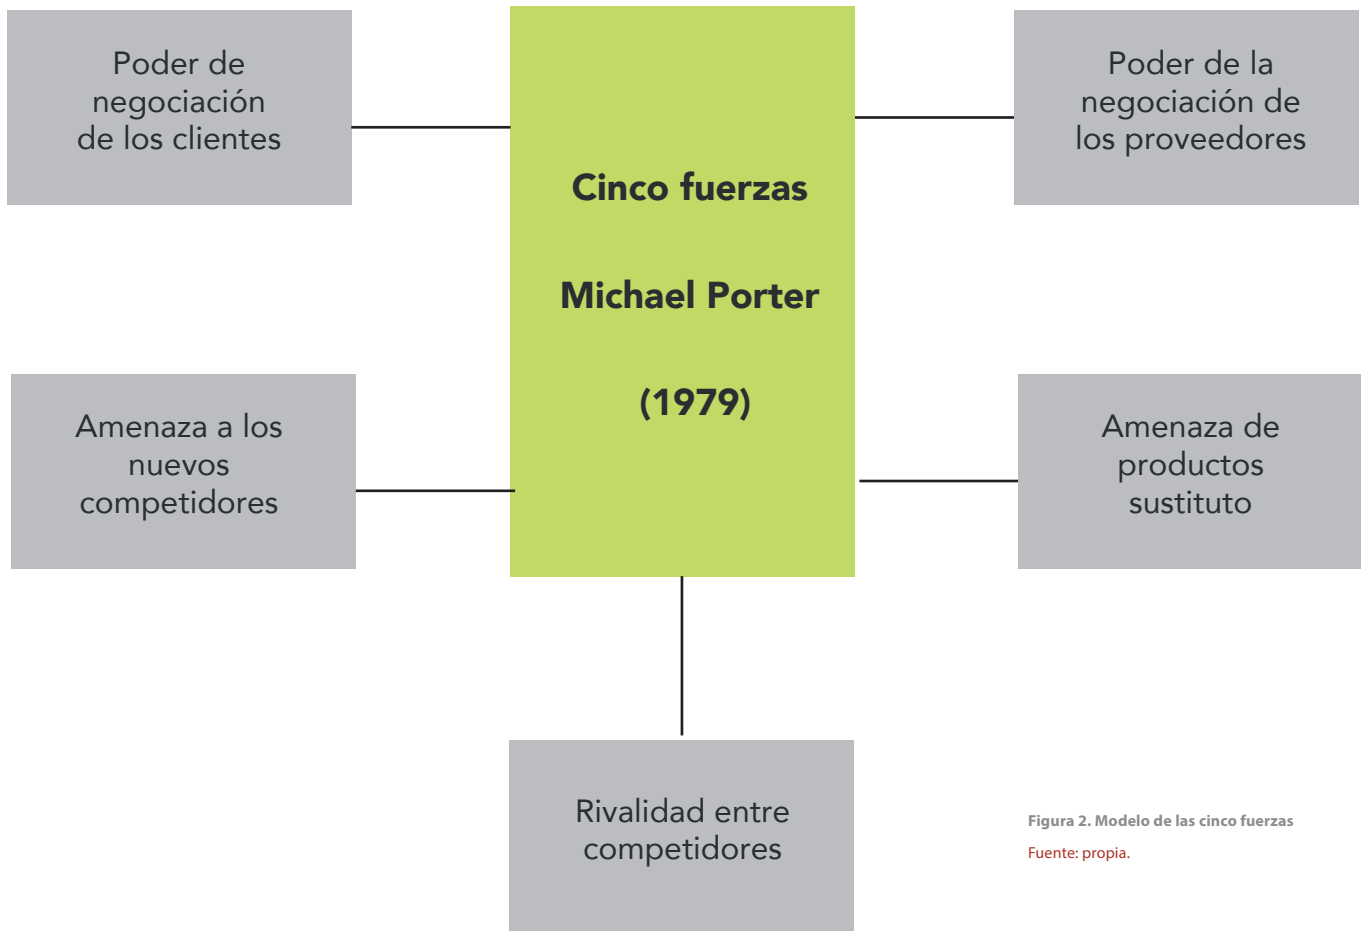 Poder de
negociación
de los clientes
Cinco fuerzas
Michael Porter
(1979)
Poder de la
negociación de
los proveedores
Amenaza a los
nuevos
competidores
Amenaza de
productos
sustituto
Rivalidad entre
competidores
Figura 2. Modelo de las cinco fuerzas
Fuente: propia.